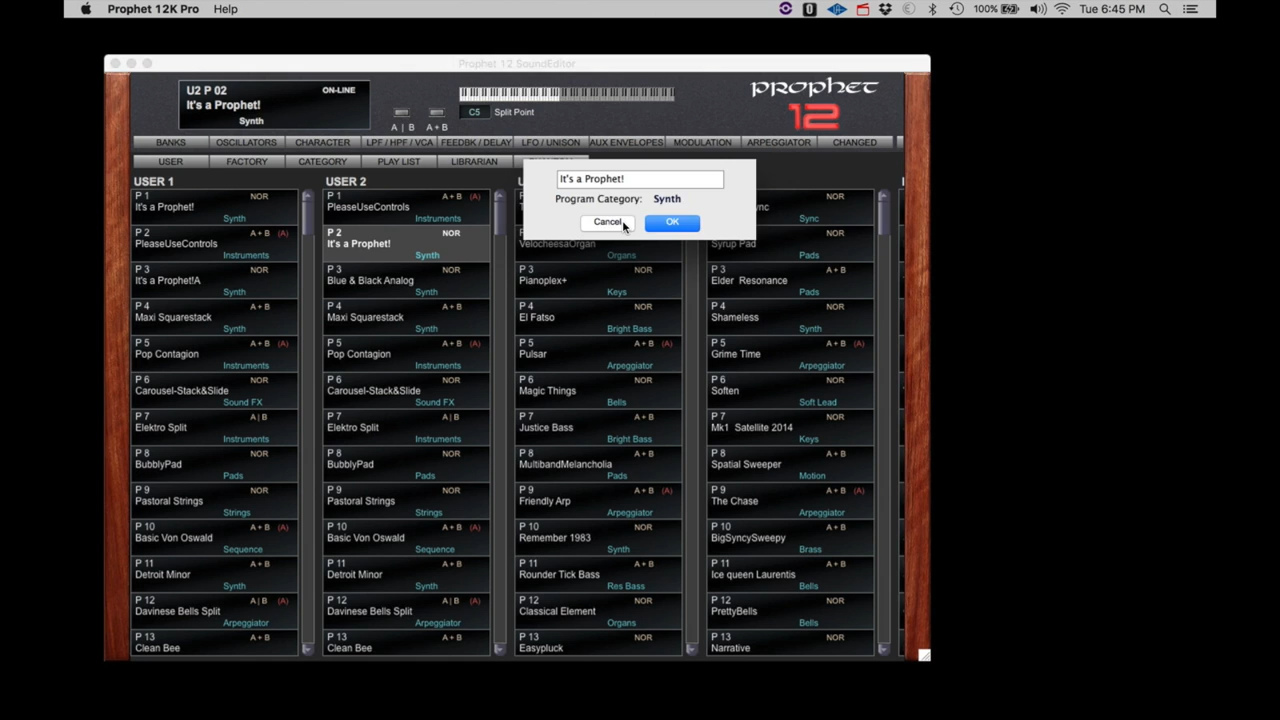 Prophet 12K Pro Help 100% Tue 6:45 PM
Prophet 12 SoundEditor
U2 P 02 ON-LINE
It's a Prophet!
Synth
A | B A + B
C5 Split Point
prophet
12
BANKS OSCILLATORS CHARACTER LPF / HPF / VCA FEEDBK / DELAY LFO / UNISON AUX ENVELOPES MODULATION ARPEGGIATOR CHANGED
USER FACTORY CATEGORY PLAY LIST LIBRARIAN
It's a Prophet!
Program Category: Synth
Cancel OK
USER 1
P 1 NOR
It's a Prophet!
Synth
P 2 A + B (A)
PleaseUseControls
Instruments
P 3 NOR
It's a Prophet!A
Synth
P 4 NOR
Maxi Squarestack
Synth
P 5 A + B (A)
Pop Contagion
Instruments
P 6 NOR
Carousel-Stack&Slide
Sound FX
P 7 A | B
Elektro Split
Instruments
P 8 NOR
BubblyPad
Pads
P 9 NOR
Pastoral Strings
Strings
P 10 A + B (A)
Basic Von Oswald
Sequence
P 11 A + B
Detroit Minor
Synth
P 12 A | B (A)
Davinese Bells Split
Arpeggiator
P 13 A + B
Clean Bee
USER 2
P 1 A + B (A)
PleaseUseControls
Instruments
P 2 NOR
It's a Prophet!
Synth
P 3 NOR
Blue & Black Analog
Synth
P 4 NOR
Maxi Squarestack
Synth
P 5 A + B (A)
Pop Contagion
Instruments
P 6 NOR
Carousel-Stack&Slide
Sound FX
P 7 A | B
Elektro Split
Instruments
P 8 NOR
BubblyPad
Pads
P 9 NOR
Pastoral Strings
Strings
P 10 A + B (A)
Basic Von Oswald
Sequence
P 11 A + B
Detroit Minor
Synth
P 12 A | B (A)
Davinese Bells Split
Arpeggiator
P 13 A + B
Clean Bee
VelocheesaOrgan
Organs
P 3 NOR
Pianoplex+
Keys
P 4 NOR
El Fatso
Bright Bass
P 5 A + B (A)
Pulsar
Arpeggiator
P 6 NOR
Magic Things
Bells
P 7 A + B
Justice Bass
Bright Bass
P 8 A + B
MultibandMelancholia
Pads
P 9 A + B (A)
Friendly Arp
Arpeggiator
P 10 NOR
Remember 1983
Synth
P 11 A + B
Rounder Tick Bass
Res Bass
P 12 NOR
Classical Element
Organs
P 13 NOR
Easypluck
NOR
Sync
Syrup Pad
Pads
P 3 A + B
Elder Resonance
Pads
P 4 NOR
Shameless
Synth
P 5 A + B (A)
Grime Time
Arpeggiator
P 6 NOR
Soften
Soft Lead
P 7 NOR
Mk1 Satellite 2014
Keys
P 8 A + B
Spatial Sweeper
Motion
P 9 A + B (A)
The Chase
Arpeggiator
P 10 A + B
BigSyncySweepy
Brass
P 11 A + B
Ice queen Laurentis
Bells
P 12 A + B
PrettyBells
Bells
P 13 NOR
Narrative